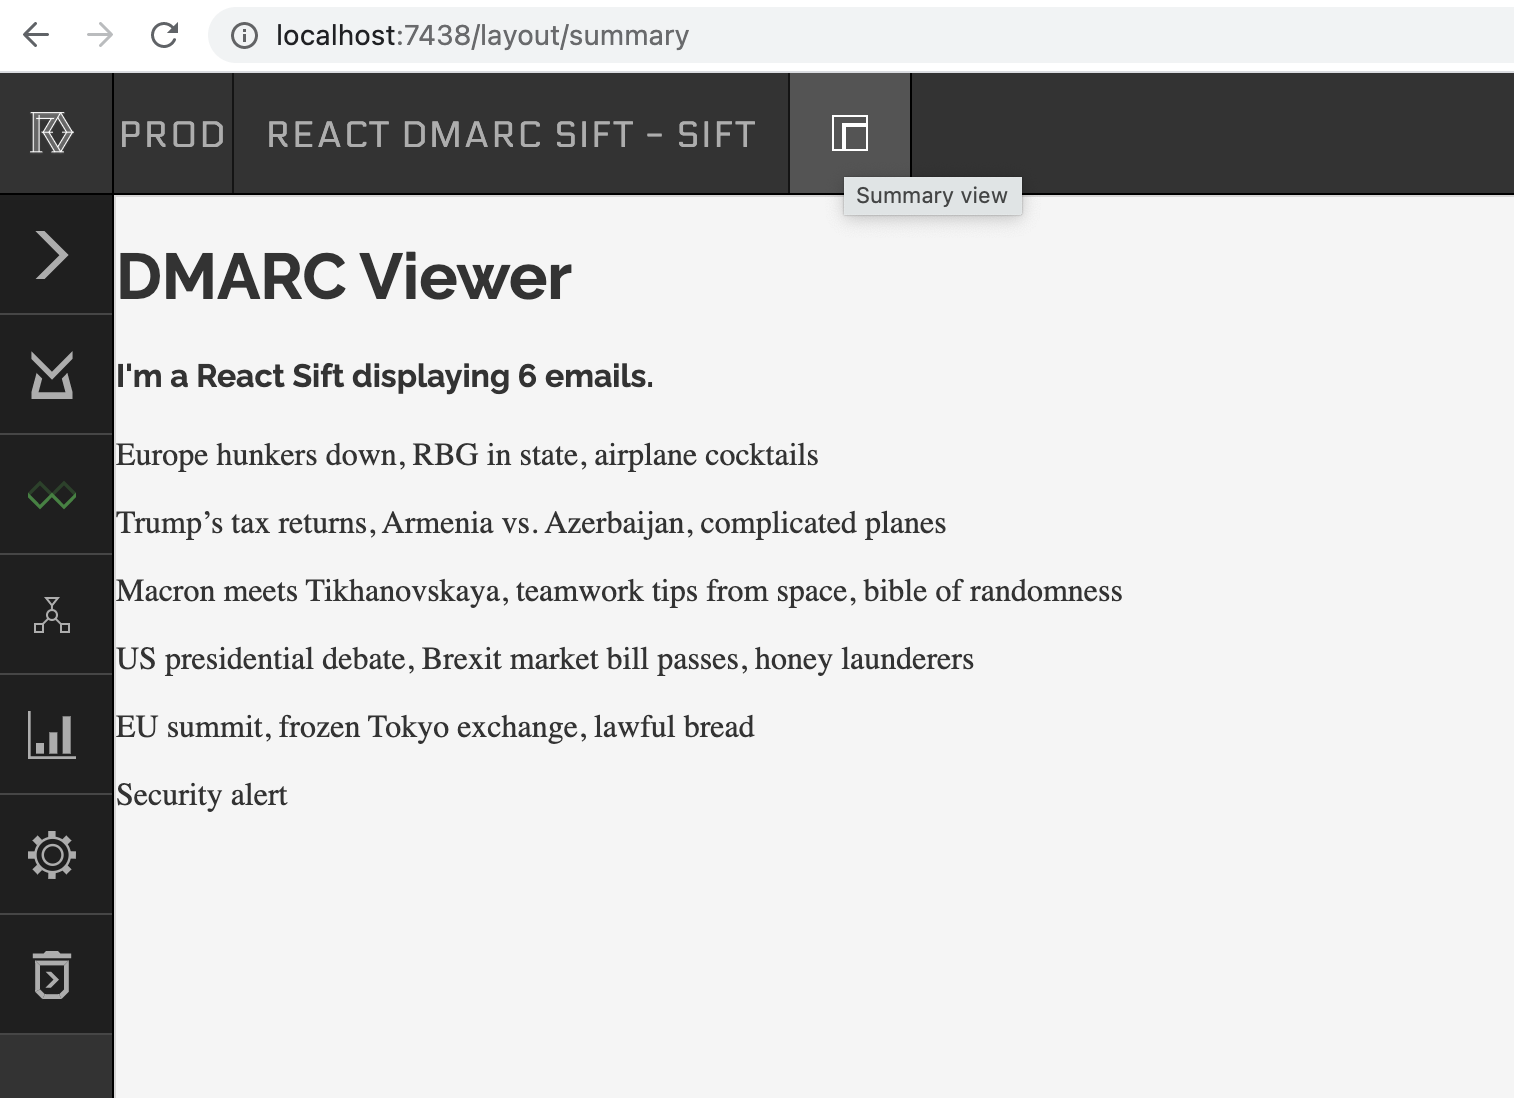 localhost:7438/layout/summary
PROD
REACT DMARC SIFT – SIFT
Summary view
DMARC Viewer
I'm a React Sift displaying 6 emails.
Europe hunkers down, RBG in state, airplane cocktails
Trump’s tax returns, Armenia vs. Azerbaijan, complicated planes
Macron meets Tikhanovskaya, teamwork tips from space, bible of randomness
US presidential debate, Brexit market bill passes, honey launderers
EU summit, frozen Tokyo exchange, lawful bread
Security alert